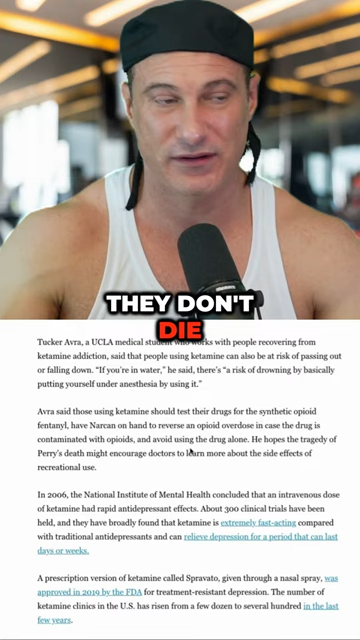 THEY DON'T
DIE
Tucker Avra, a UCLA medical student who works with people recovering from
ketamine addiction, said that people using ketamine can also be at risk of passing out
or falling down. “If you're in water,” he said, there's “a risk of drowning by basically
putting yourself under anesthesia by using it.”
Avra said those using ketamine should test their drugs for the synthetic opioid
fentanyl, have Narcan on hand to reverse an opioid overdose in case the drug is
contaminated with opioids, and avoid using the drug alone. He hopes the tragedy of
Perry's death might encourage doctors to learn more about the side effects of
recreational use.
In 2006, the National Institute of Mental Health concluded that an intravenous dose
of ketamine had rapid antidepressant effects. About 300 clinical trials have been
held, and they have broadly found that ketamine is extremely fast-acting compared
with traditional antidepressants and can relieve depression for a period that can last
days or weeks.
A prescription version of ketamine called Spravato, given through a nasal spray, was
approved in 2019 by the FDA for treatment-resistant depression. The number of
ketamine clinics in the U.S. has risen from a few dozen to several hundred in the last
few years.